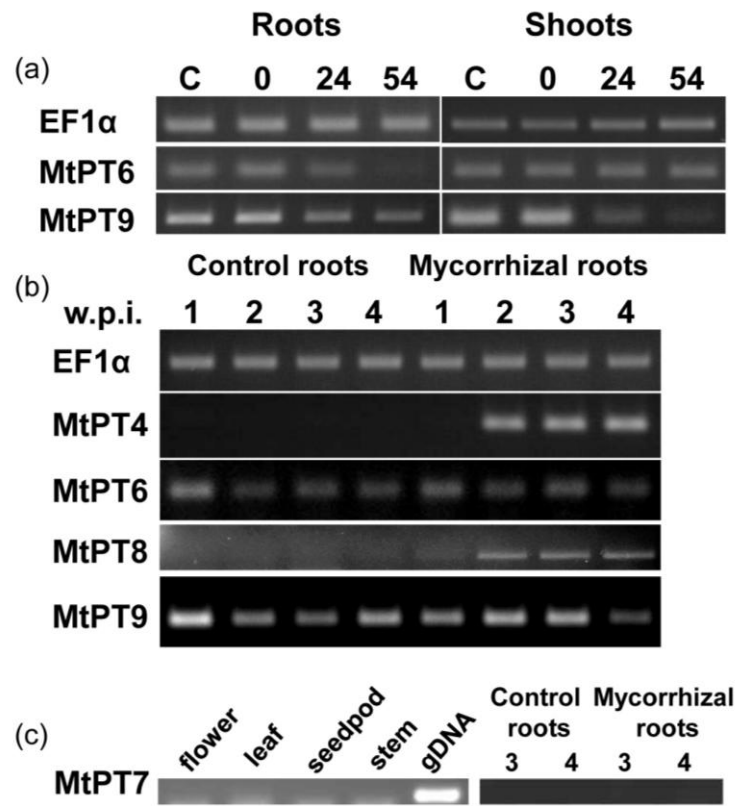 Roots Shoots
(a)
C 0 24 54 C 0 24 54
EF1α
MtPT6
MtPT9
(b)
Control roots Mycorrhizal roots
w.p.i. 1 2 3 4 1 2 3 4
EF1α
MtPT4
MtPT6
MtPT8
MtPT9
(c)
flower leaf seedpod stem gDNA
Control Mycorrhizal
roots roots
3 4 3 4
MtPT7